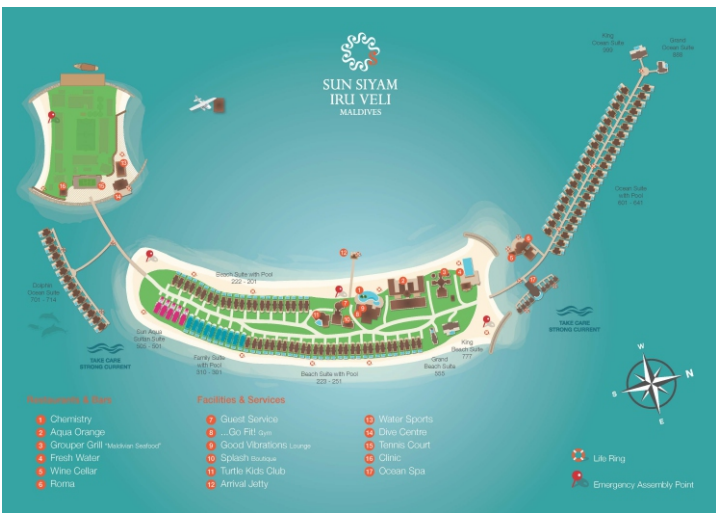 SUN SIYAM
IRU VELI
MALDIVES
King
Ocean Suite
Grand
Ocean Suite
Ocean Suite
with Pool
Dolphin
Ocean Suite
701 - 714
TAKE CARE
STRONG CURRENT
Beach Suite with Pool
222 - 201
Sun Aqua
Suite
Family Suite
with Pool
Beach Suite with Pool
223 - 251
Grand
Beach Suite
King
Beach Suite
777
TAKE CARE
STRONG CURRENT
W
N
S
E
Restaurants & Bars
1 Chemistry
2 Aqua Orange
3 Grouper Grill "Maldivean Seafood"
4 Fresh Water
5 Wine Cellar
6 Roma
Facilities & Services
7 Guest Service
8 ...Go Fit! Gym
9 Good Vibrations Lounge
10 Splash Boutique
11 Turtle Kids Club
12 Arrival Jetty
13 Water Sports
14 Dive Centre
15 Tennis Court
16 Clinic
17 Ocean Spa
Life Ring
Emergency Assembly Point